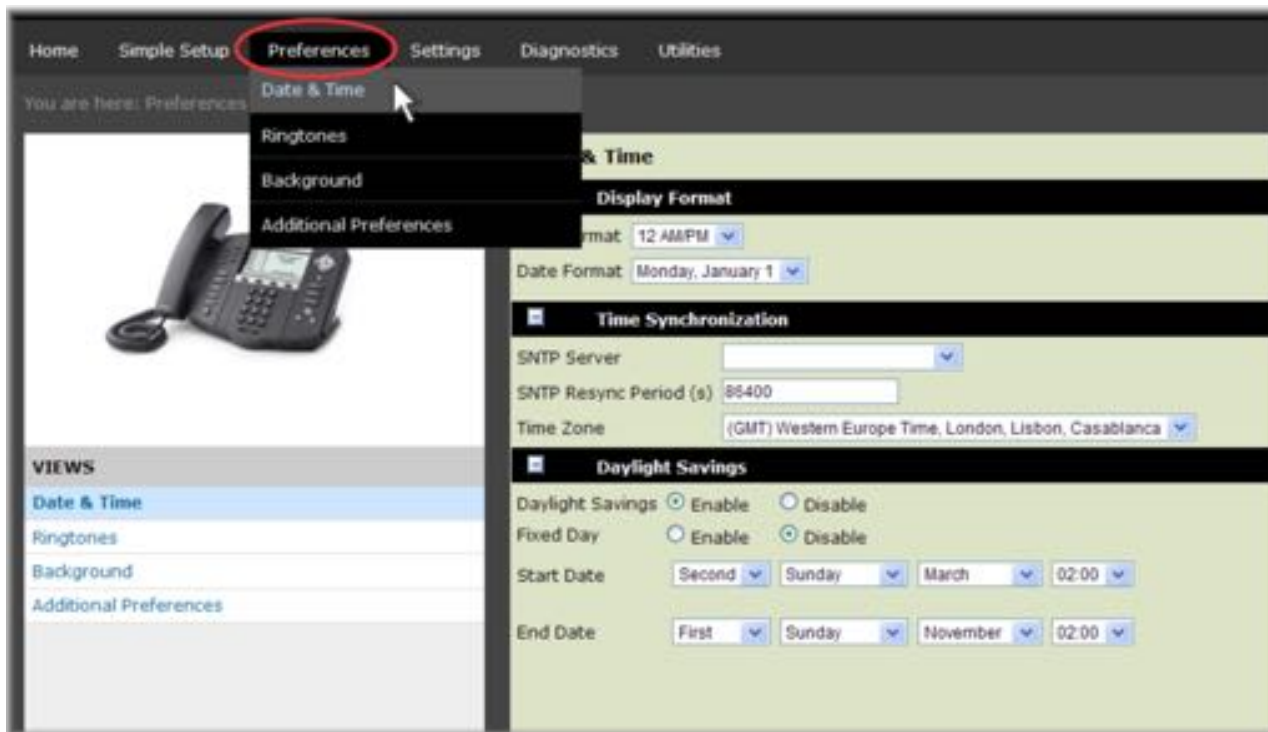 Home Simple Setup Preferences Settings Diagnostics Utilities
You are here: Preferences
Date & Time
Ringtones
Background
Additional Preferences
& Time
Display Format
rmat 12 AM/PM
Date Format Monday, January 1
Time Synchronization
SNTP Server
SNTP Resync Period (s) 86400
Time Zone (GMT) Western Europe Time, London, Lisbon, Casablanca
VIEWS
Date & Time
Ringtones
Background
Additional Preferences
Daylight Savings
Daylight Savings Enable Disable
Fixed Day Enable Disable
Start Date Second Sunday March 02:00
End Date First Sunday November 02:00